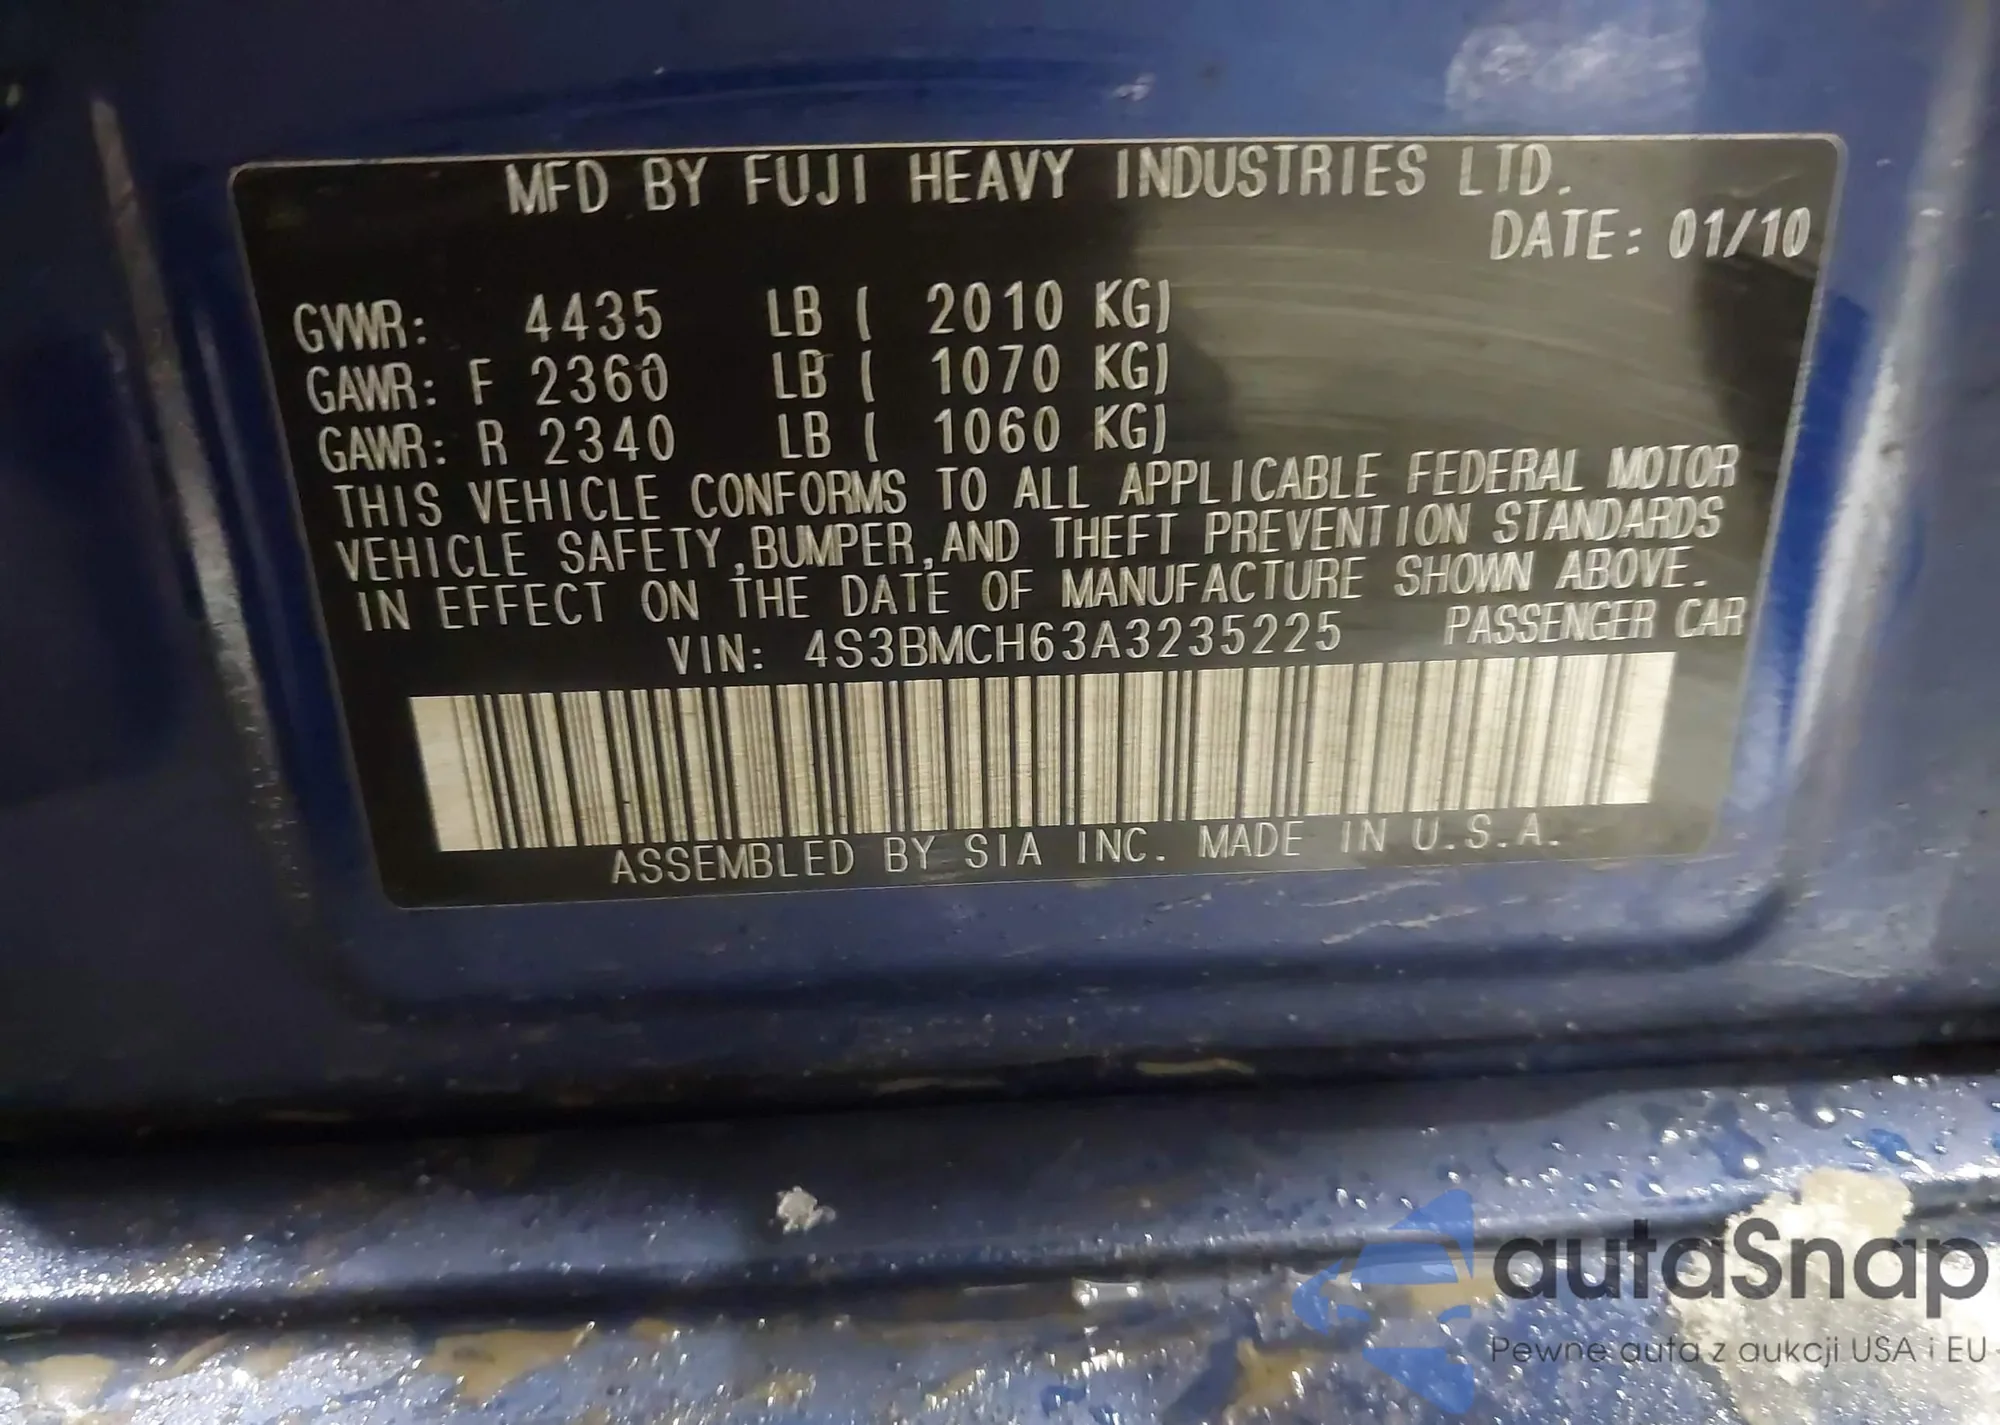 MFD BY FUJI HEAVY INDUSTRIES LTD.
DATE: 01/10
GVWR: 4435 LB ( 2010 KG)
GAWR: F 2360 LB ( 1070 KG)
GAWR: R 2340 LB ( 1060 KG)
THIS VEHICLE CONFORMS TO ALL APPLICABLE FEDERAL MOTOR
VEHICLE SAFETY,BUMPER,AND THEFT PREVENTION STANDARDS
IN EFFECT ON THE DATE OF MANUFACTURE SHOWN ABOVE.
VIN: 4S3BMCH63A3235225 PASSENGER CAR
ASSEMBLED BY SIA INC. MADE IN U.S.A.
autaSnap
Pewne auta z aukcji USA i EU